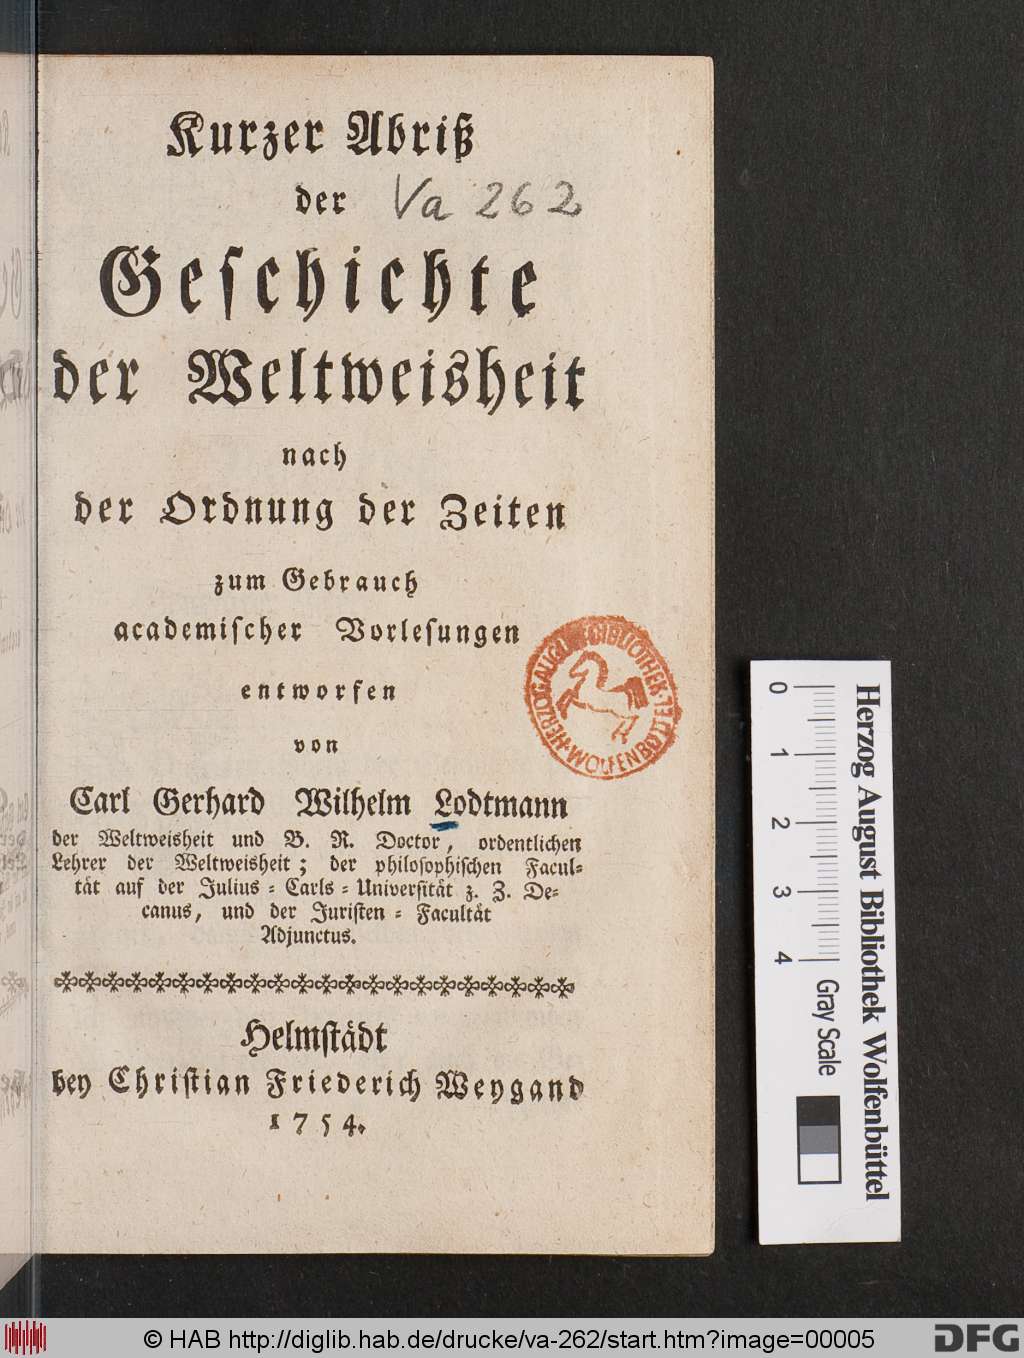 Kurzer Abriß
der Va 262
Geschichte
der Weltweisheit
nach
der Ordnung der Zeiten
zum Gebrauch
academischer Vorlesungen
entworfen
von
Carl Gerhard Wilhelm Lodtmann
der Weltweisheit und B. R. Doctor, ordentlichen
Lehrer der Weltweisheit; der philosophischen Facul-
tät auf der Julius-Carls-Universität z. Z. De-
canus, und der Juristen-Facultät
Adjunctus.
Helmstädt
bey Christian Friederich Weygand
1754.
HERZOG AUGUST BIBLIOTHEK · WOLFENBÜTTEL ·
Herzog August Bibliothek Wolfenbüttel
0 1 2 3 4 Gray Scale
© HAB http://diglib.hab.de/drucke/va-262/start.htm?image=00005
DFG